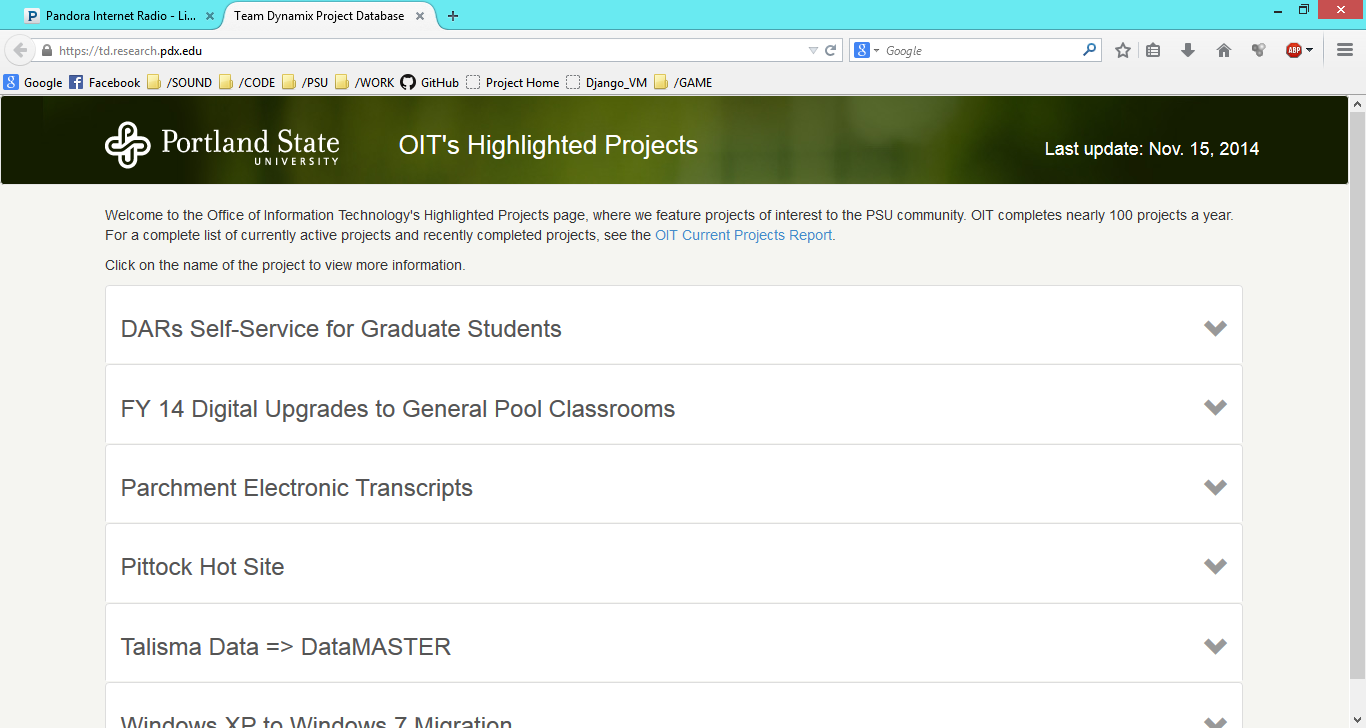 Pandora Internet Radio - Li...
Team Dynamix Project Database
https://td.research.pdx.edu
Google
Google Facebook /SOUND /CODE /PSU /WORK GitHub Project Home Django_VM /GAME
Portland State
UNIVERSITY
OIT's Highlighted Projects
Last update: Nov. 15, 2014
Welcome to the Office of Information Technology's Highlighted Projects page, where we feature projects of interest to the PSU community. OIT completes nearly 100 projects a year.
For a complete list of currently active projects and recently completed projects, see the OIT Current Projects Report.
Click on the name of the project to view more information.
DARs Self-Service for Graduate Students
FY 14 Digital Upgrades to General Pool Classrooms
Parchment Electronic Transcripts
Pittock Hot Site
Talisma Data => DataMASTER
Windows XP to Windows 7 Migration